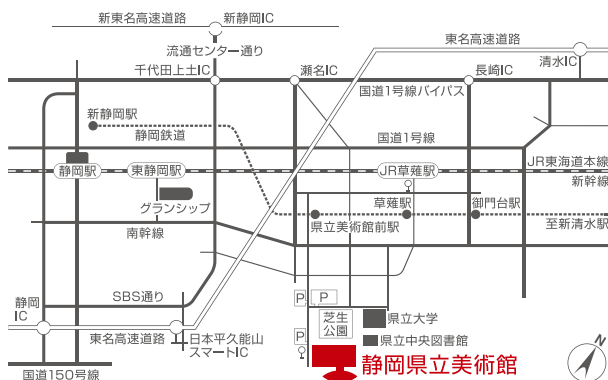 新東名高速道路
新静岡IC
東名高速道路
流通センター通り
清水IC
千代田上土IC
瀬名IC
長崎IC
国道1号線バイパス
新静岡駅
静岡鉄道
国道1号線
JR東海道本線
静岡駅
東静岡駅
JR草薙駅
新幹線
グランシップ
草薙駅
御門台駅
県立美術館前駅
至新清水駅
南幹線
静岡
IC
SBS通り
P
P
芝生
公園
県立大学
東名高速道路
日本平久能山
スマートIC
P
県立中央図書館
静岡県立美術館
国道150号線
N